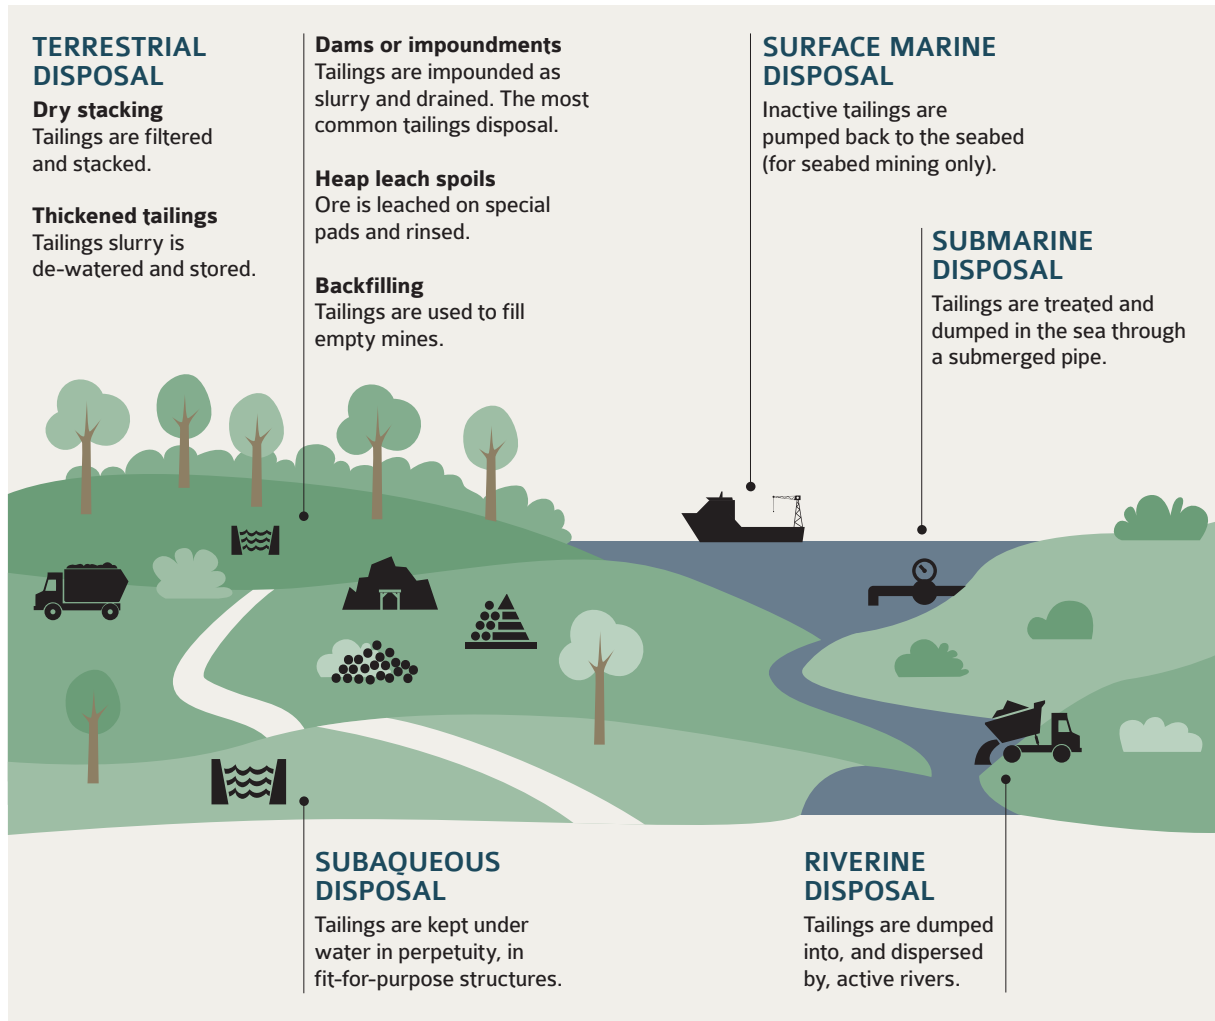 TERRESTRIAL
DISPOSAL
Dry stacking
Tailings are filtered
and stacked.
Thickened tailings
Tailings slurry is
de-watered and stored.
Dams or impoundments
Tailings are impounded as
slurry and drained. The most
common tailings disposal.
Heap leach spoils
Ore is leached on special
pads and rinsed.
Backfilling
Tailings are used to fill
empty mines.
SURFACE MARINE
DISPOSAL
Inactive tailings are
pumped back to the seabed
(for seabed mining only).
SUBMARINE
DISPOSAL
Tailings are treated and
dumped in the sea through
a submerged pipe.
SUBAQUEOUS
DISPOSAL
Tailings are kept under
water in perpetuity, in
fit-for-purpose structures.
RIVERINE
DISPOSAL
Tailings are dumped
into, and dispersed
by, active rivers.